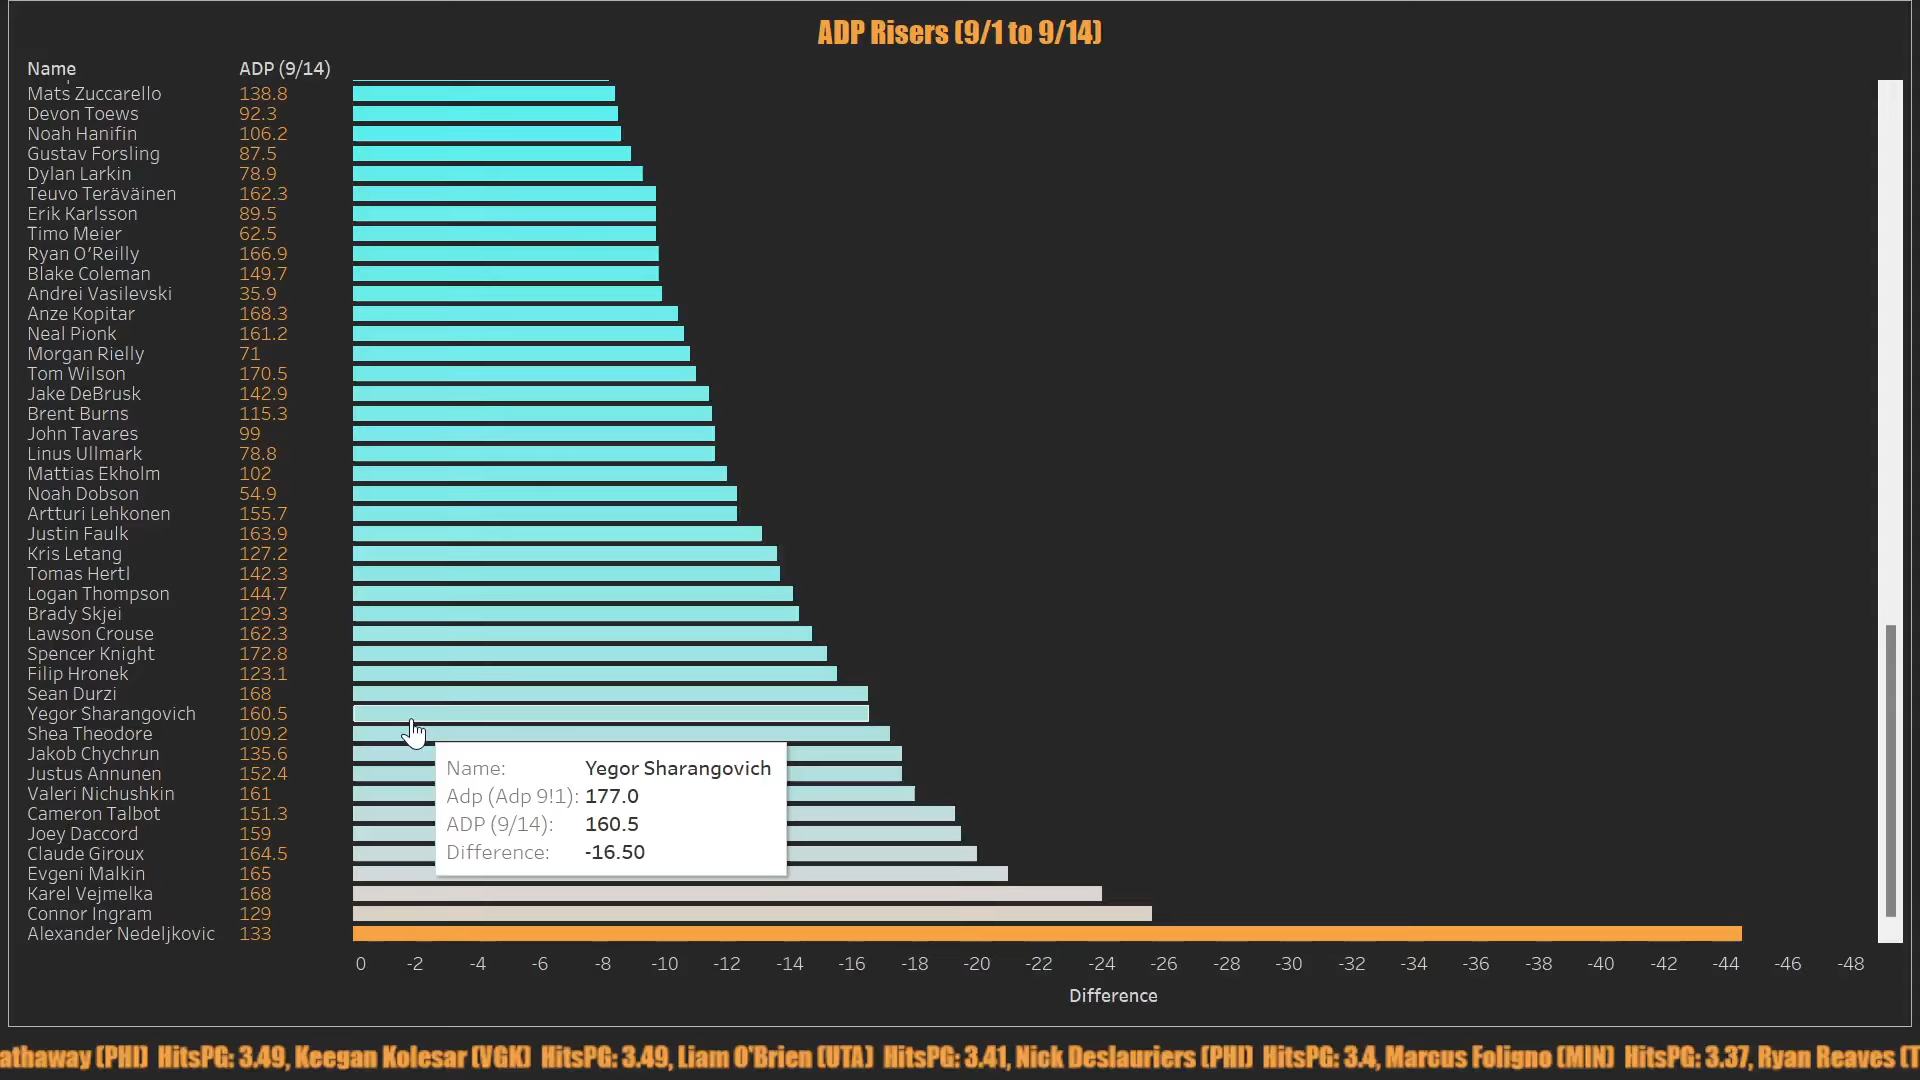 ADP Risers (9/1 to 9/14)
Name ADP (9/14)
Mats Zuccarello 138.8
Devon Toews 92.3
Noah Hanifin 106.2
Gustav Forsling 87.5
Dylan Larkin 78.9
Teuvo Teräväinen 162.3
Erik Karlsson 89.5
Timo Meier 62.5
Ryan O'Reilly 166.9
Blake Coleman 149.7
Andrei Vasilevski 35.9
Anze Kopitar 168.3
Neal Pionk 161.2
Morgan Rielly 71
Tom Wilson 170.5
Jake DeBrusk 142.9
Brent Burns 115.3
John Tavares 99
Linus Ullmark 78.8
Mattias Ekholm 102
Noah Dobson 54.9
Artturi Lehkonen 155.7
Justin Faulk 163.9
Kris Letang 127.2
Tomas Hertl 142.3
Logan Thompson 144.7
Brady Skjei 129.3
Lawson Crouse 162.3
Spencer Knight 172.8
Filip Hronek 123.1
Sean Durzi 168
Yegor Sharangovich 160.5
Shea Theodore 109.2
Jakob Chychrun 135.6
Justus Annunen 152.4
Valeri Nichushkin 161
Cameron Talbot 151.3
Joey Daccord 159
Claude Giroux 164.5
Evgeni Malkin 165
Karel Vejmelka 168
Connor Ingram 129
Alexander Nedeljkovic 133
Name: Yegor Sharangovich
Adp (Adp 9!1): 177.0
ADP (9/14): 160.5
Difference: -16.50
0 -2 -4 -6 -8 -10 -12 -14 -16 -18 -20 -22 -24 -26 -28 -30 -32 -34 -36 -38 -40 -42 -44 -46 -48
Difference
athaway (PHI) HitsPG: 3.49, Keegan Kolesar (VGK) HitsPG: 3.49, Liam O'Brien (UTA) HitsPG: 3.41, Nick Deslauriers (PHI) HitsPG: 3.4, Marcus Foligno (MIN) HitsPG: 3.37, Ryan Reaves (T